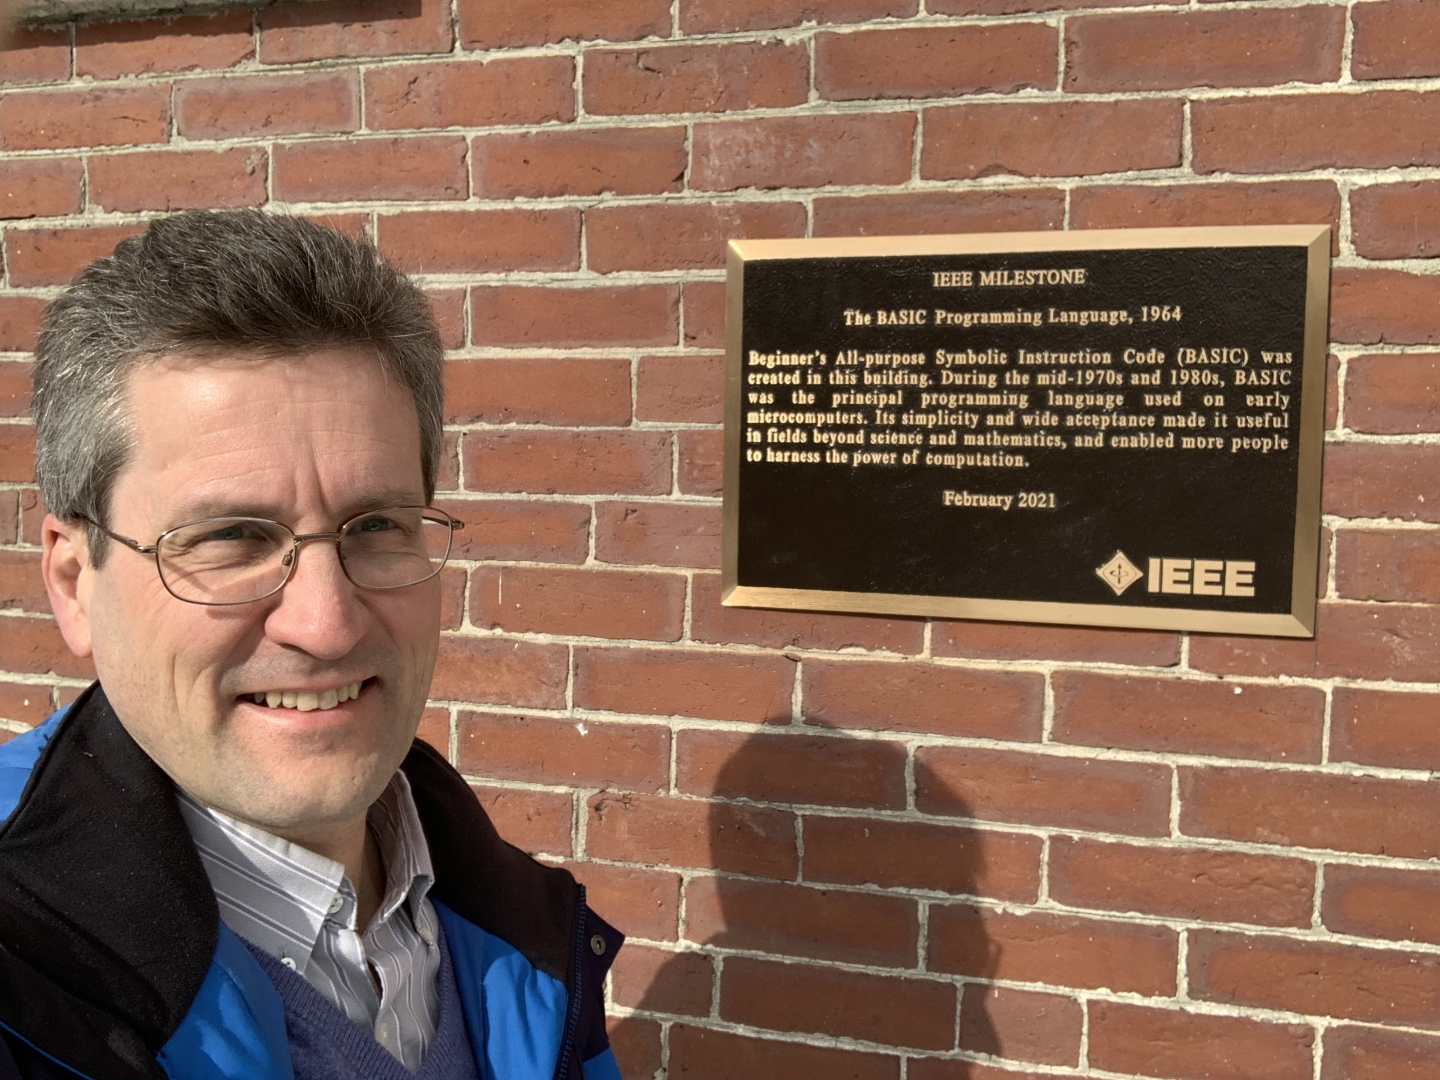 IEEE MILESTONE
The BASIC Programming Language, 1964
Beginner's All-purpose Symbolic Instruction Code (BASIC) was
created in this building. During the mid-1970s and 1980s, BASIC
was the principal programming language used on early
microcomputers. Its simplicity and wide acceptance made it useful
in fields beyond science and mathematics, and enabled more people
to harness the power of computation.
February 2021
IEEE